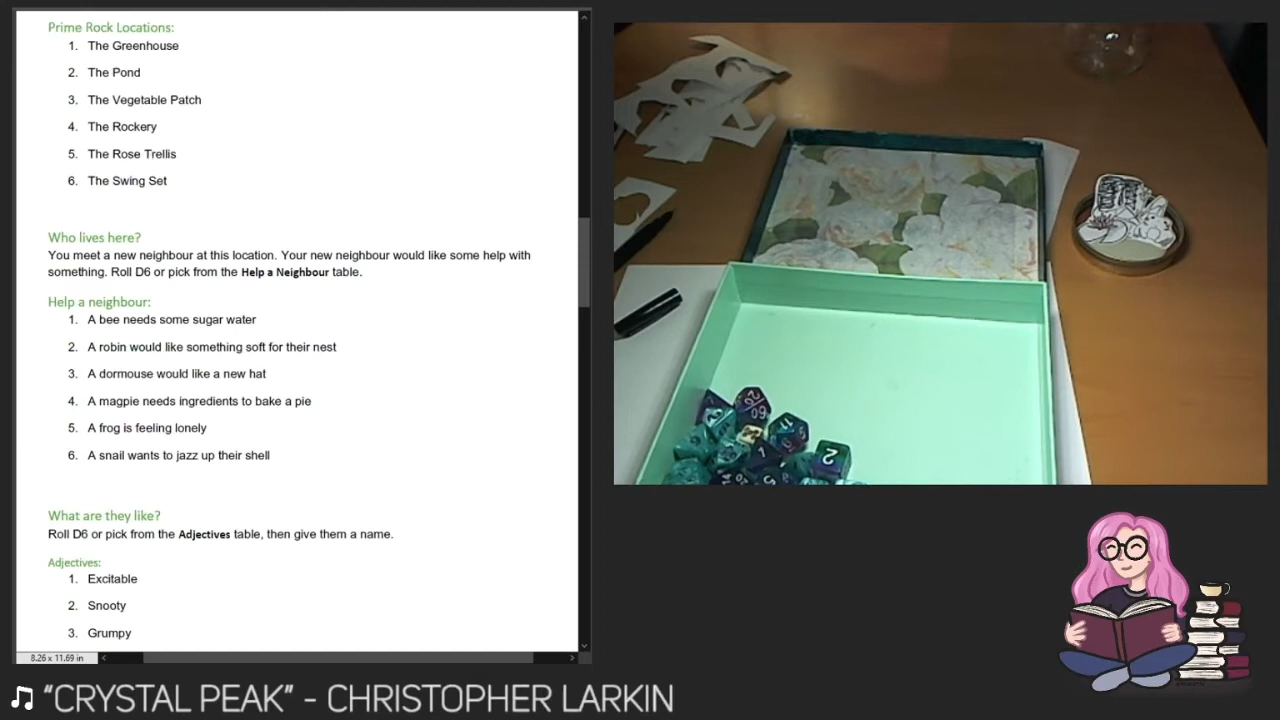 Prime Rock Locations:
1. The Greenhouse
2. The Pond
3. The Vegetable Patch
4. The Rockery
5. The Rose Trellis
6. The Swing Set
Who lives here?
You meet a new neighbour at this location. Your new neighbour would like some help with
something. Roll D6 or pick from the Help a Neighbour table.
Help a neighbour:
1. A bee needs some sugar water
2. A robin would like something soft for their nest
3. A dormouse would like a new hat
4. A magpie needs ingredients to bake a pie
5. A frog is feeling lonely
6. A snail wants to jazz up their shell
What are they like?
Roll D6 or pick from the Adjectives table, then give them a name.
Adjectives:
1. Excitable
2. Snooty
3. Grumpy
8.26 x 11.69 in
20
60
1
2
♫ "CRYSTAL PEAK" - CHRISTOPHER LARKIN